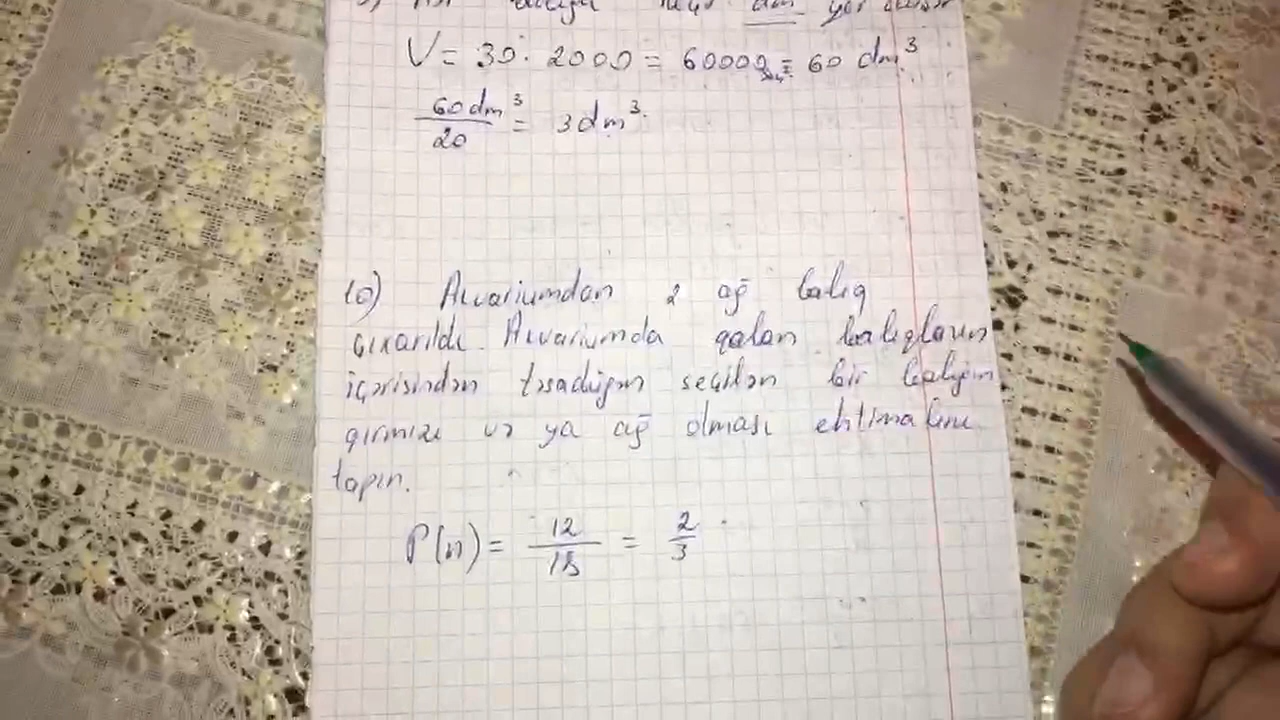 V = 30 · 2000 = 60000 = 60 dm³
60 dm³/20 = 3 dm³.
10) Akvariumdan 2 ağ balıq
çıxarıldı. Akvariumda qalan balıqların
içərisindən təsadüfən seçilən bir balığın
qırmızı və ya ağ olması ehtimalını
tapın.
P(n) = 12/18 = 2/3